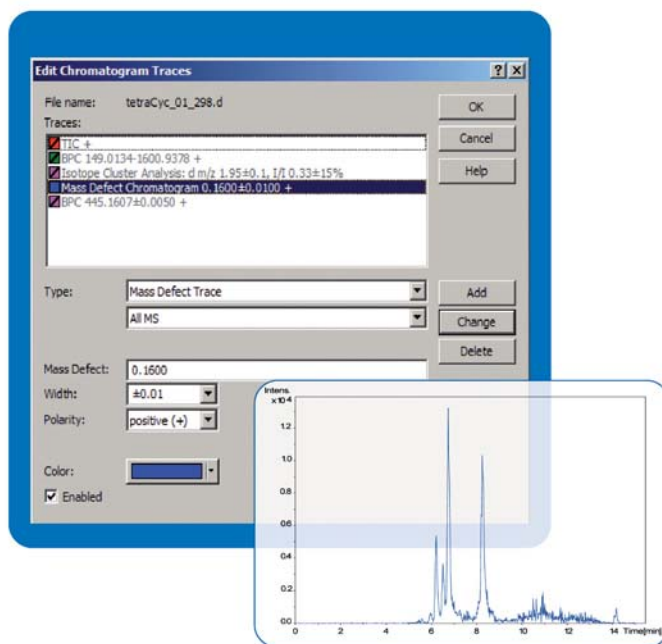 Edit Chromatogram Traces
File name: tetraCyc_01_298.d
OK
Traces:
TIC +
BPC 149.0134-1600.9378 +
Isotope Cluster Analysis: d m/z 1.95±0.1, I/I 0.33±15%
Mass Defect Chromatogram 0.1600±0.0100 +
BPC 445.1607±0.0050 +
Cancel
Help
Type: Mass Defect Trace
Add
All MS
Change
Delete
Mass Defect: 0.1600
Width: ±0.01
Polarity: positive (+)
Color:
Enabled
Intens.
x104
1.2
1.0
0.8
0.6
0.4
0.2
0.0
0 2 4 6 8 10 12 14 Time[min]